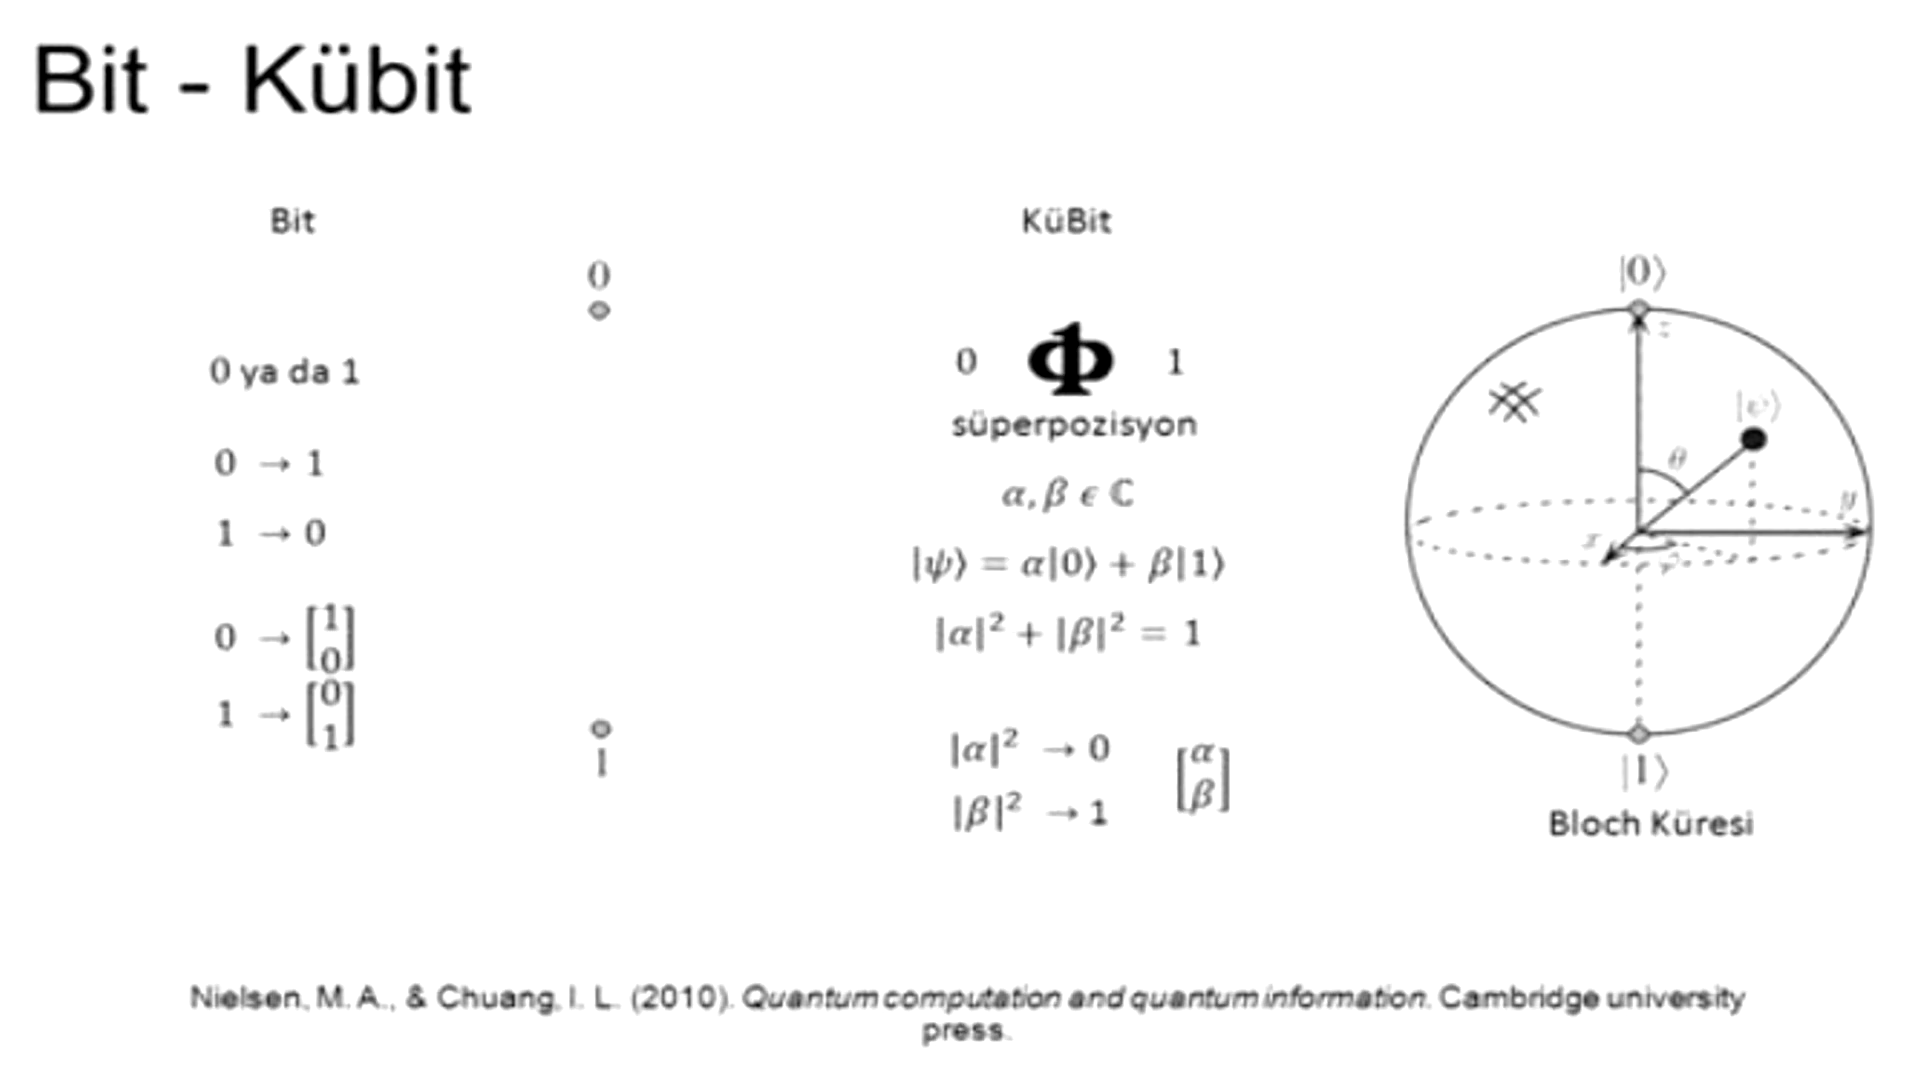 Bit - Kübit
Bit
0 ya da 1
0 → 1
1 → 0
0 → [1 0]
1 → [0 1]
0
1
KüBit
0 Φ 1
süperpozisyon
α, β ϵ ℂ
|ψ⟩ = α|0⟩ + β|1⟩
|α|² + |β|² = 1
|α|² → 0
|β|² → 1
[α β]
|0⟩
z
|ψ⟩
θ
y
x
φ
|1⟩
Bloch Küresi
Nielsen, M. A., & Chuang, I. L. (2010). Quantum computation and quantum information. Cambridge university
press.